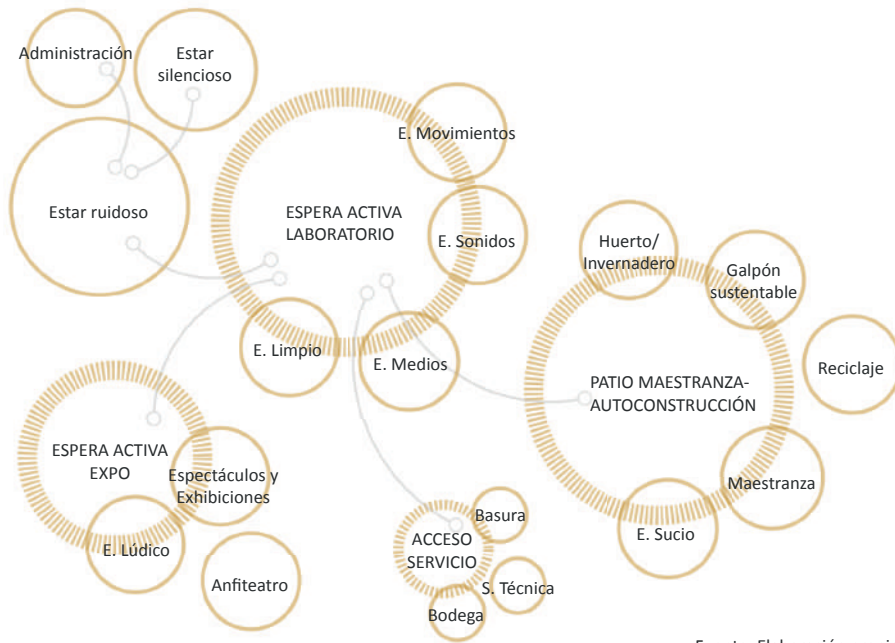 Administración
Estar
silencioso
Estar ruidoso
E. Movimientos
ESPERA ACTIVA
LABORATORIO
E. Sonidos
E. Limpio
E. Medios
Huerto/
Invernadero
Galpón
sustentable
Reciclaje
PATIO MAESTRANZA-
AUTOCONSTRUCCIÓN
Maestranza
E. Sucio
ESPERA ACTIVA
EXPO
Espectáculos y
Exhibiciones
E. Lúdico
Anfiteatro
Basura
ACCESO
SERVICIO
S. Técnica
Bodega